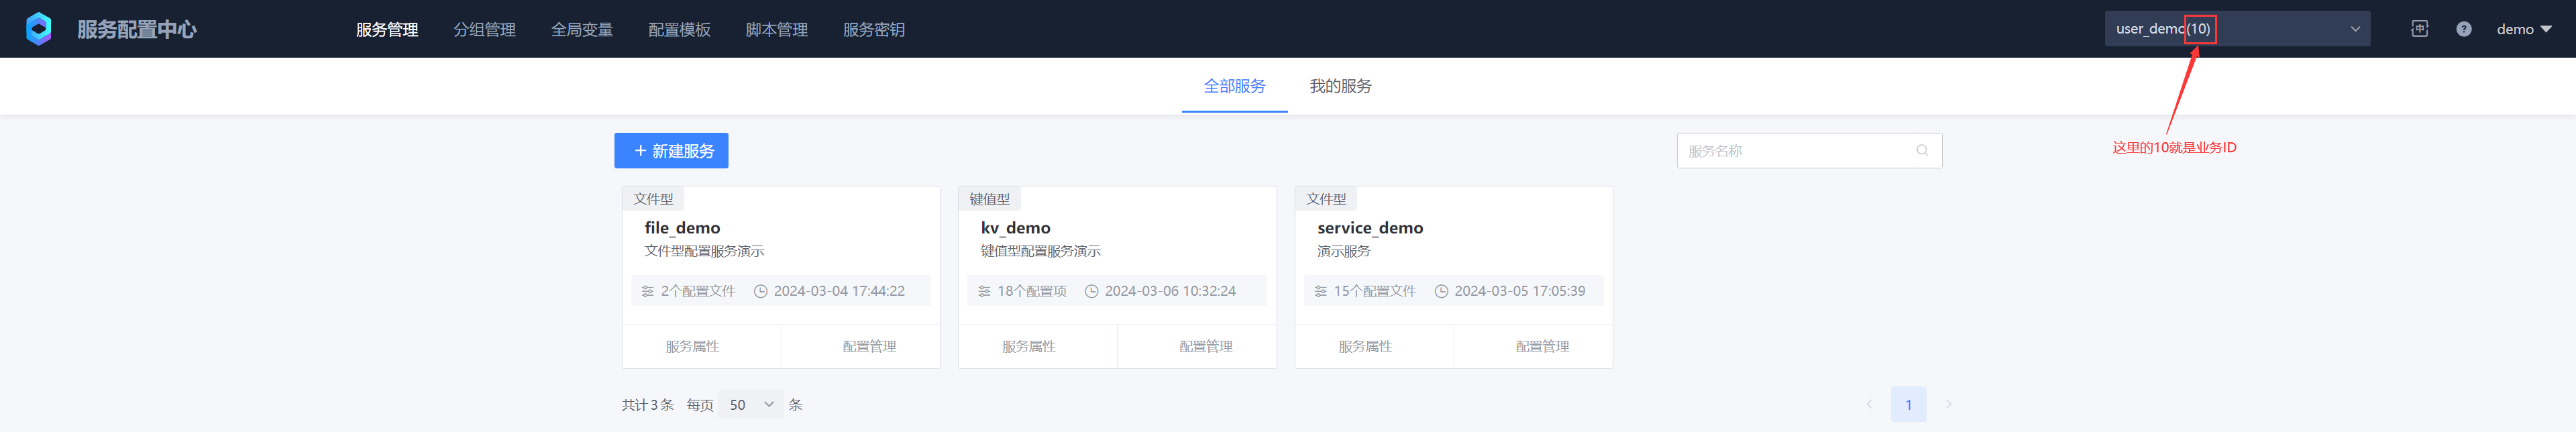 服务配置中心 服务管理 分组管理 全局变量 配置模板 脚本管理 服务密钥 user_demo(10) 中 ? demo
全部服务 我的服务
这里的10就是业务ID
+ 新建服务 服务名称
文件型 键值型 文件型
file_demo kv_demo service_demo
文件型配置服务演示 键值型配置服务演示 演示服务
2个配置文件 2024-03-04 17:44:22 18个配置项 2024-03-06 10:32:24 15个配置文件 2024-03-05 17:05:39
服务属性 配置管理 服务属性 配置管理 服务属性 配置管理
共计3条 每页 50 条 1